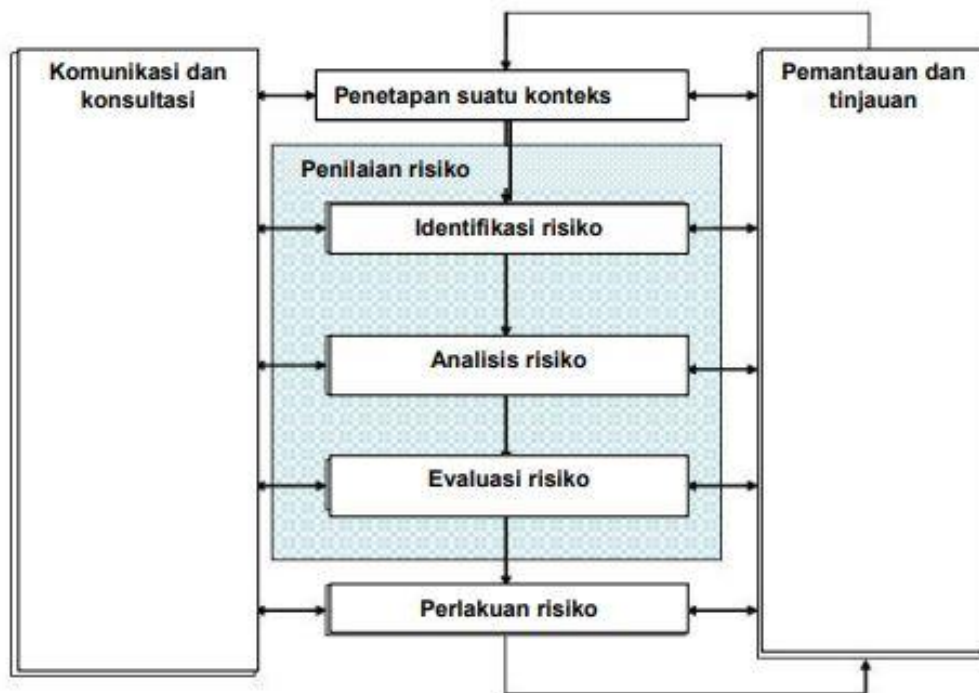 Komunikasi dan
konsultasi
Penetapan suatu konteks
Pemantauan dan
tinjauan
Penilaian risiko
Identifikasi risiko
Analisis risiko
Evaluasi risiko
Perlakuan risiko